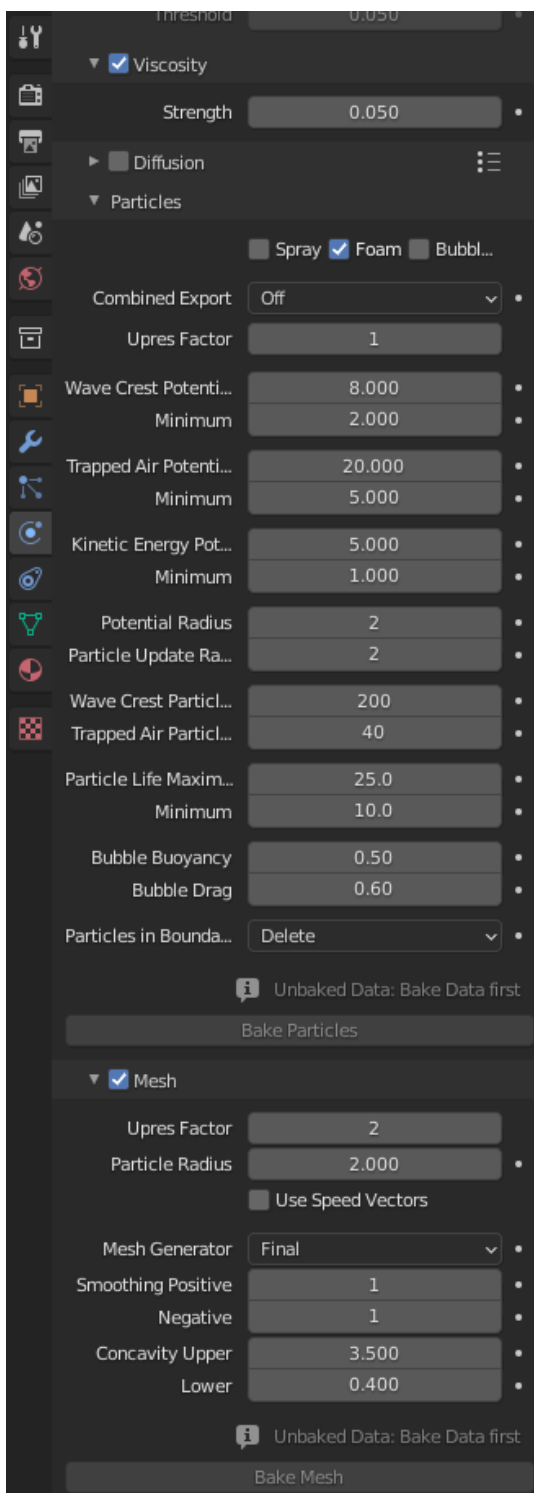 Threshold 0.050
Viscosity
Strength 0.050
Diffusion
Particles
Spray Foam Bubbl...
Combined Export Off
Upres Factor 1
Wave Crest Potenti... 8.000
Minimum 2.000
Trapped Air Potenti... 20.000
Minimum 5.000
Kinetic Energy Pot... 5.000
Minimum 1.000
Potential Radius 2
Particle Update Ra... 2
Wave Crest Particl... 200
Trapped Air Particl... 40
Particle Life Maxim... 25.0
Minimum 10.0
Bubble Buoyancy 0.50
Bubble Drag 0.60
Particles in Bounda... Delete
Unbaked Data: Bake Data first
Bake Particles
Mesh
Upres Factor 2
Particle Radius 2.000
Use Speed Vectors
Mesh Generator Final
Smoothing Positive 1
Negative 1
Concavity Upper 3.500
Lower 0.400
Unbaked Data: Bake Data first
Bake Mesh